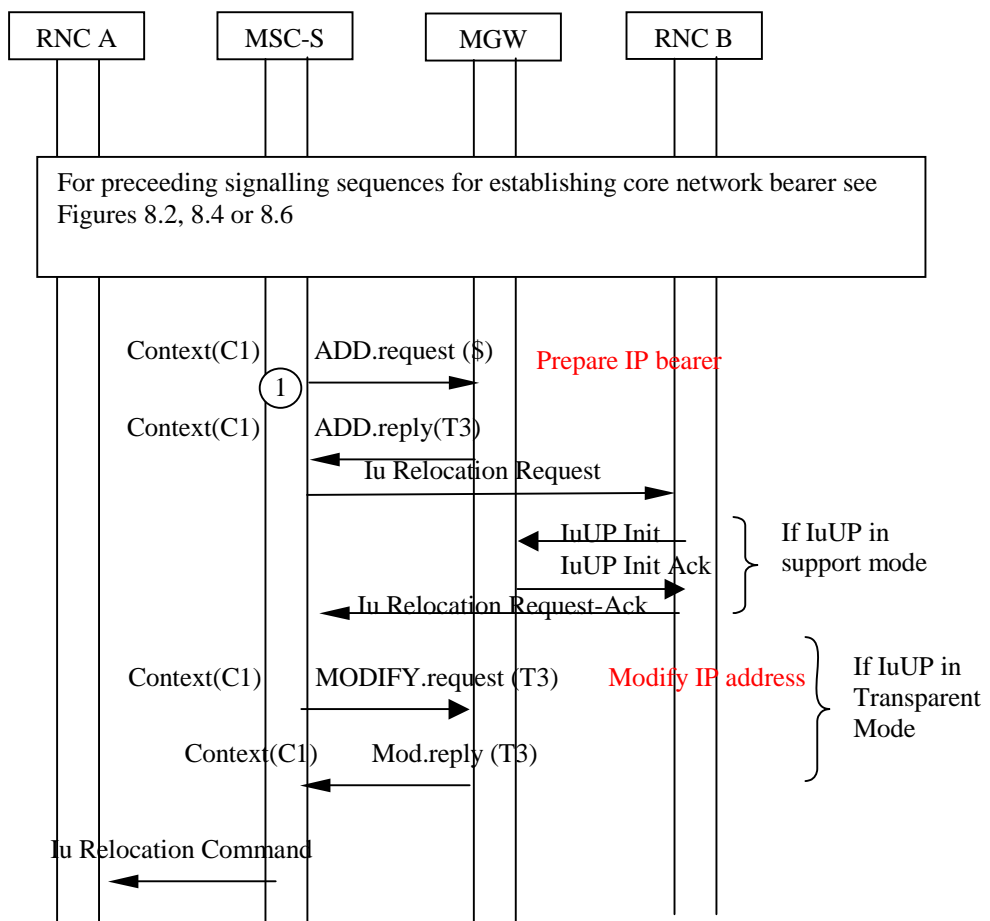 RNC A
MSC-S
MGW
RNC B
For preceeding signalling sequences for establishing core network bearer see
Figures 8.2, 8.4 or 8.6
Context(C1)
ADD.request ($)
Prepare IP bearer
1
Context(C1)
ADD.reply(T3)
Iu Relocation Request
IuUP Init
If IuUP in
support mode
IuUP Init Ack
Iu Relocation Request-Ack
Context(C1)
MODIFY.request (T3)
Modify IP address
If IuUP in
Transparent
Mode
Context(C1)
Mod.reply (T3)
Iu Relocation Command